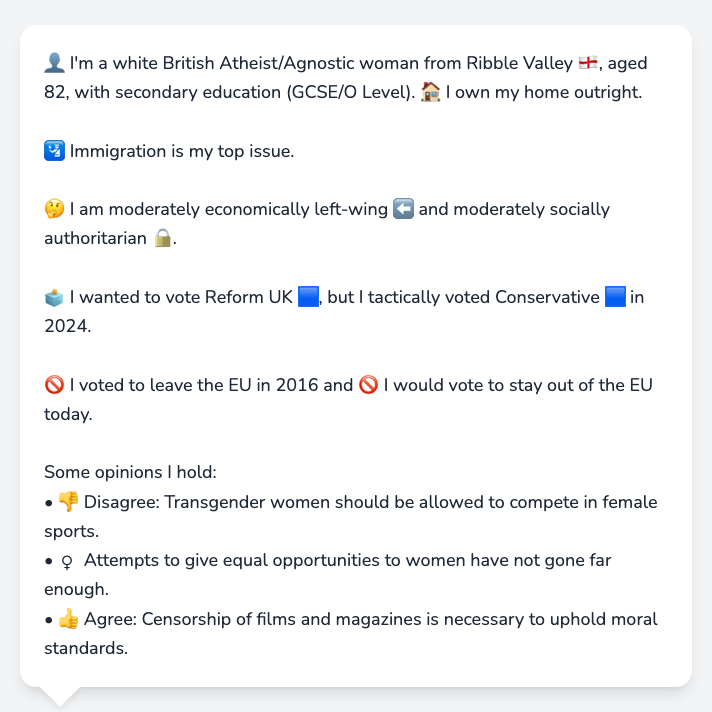 👤 I'm a white British Atheist/Agnostic woman from Ribble Valley 🏴󠁧󠁢󠁥󠁮󠁧󠁿, aged
82, with secondary education (GCSE/O Level). 🏠 I own my home outright.
🛂 Immigration is my top issue.
🤔 I am moderately economically left-wing ⬅️ and moderately socially
authoritarian 🔒.
🗳️ I wanted to vote Reform UK 🟦, but I tactically voted Conservative 🟦 in
2024.
🚫 I voted to leave the EU in 2016 and 🚫 I would vote to stay out of the EU
today.
Some opinions I hold:
• 👎 Disagree: Transgender women should be allowed to compete in female
sports.
• ♀ Attempts to give equal opportunities to women have not gone far
enough.
• 👍 Agree: Censorship of films and magazines is necessary to uphold moral
standards.